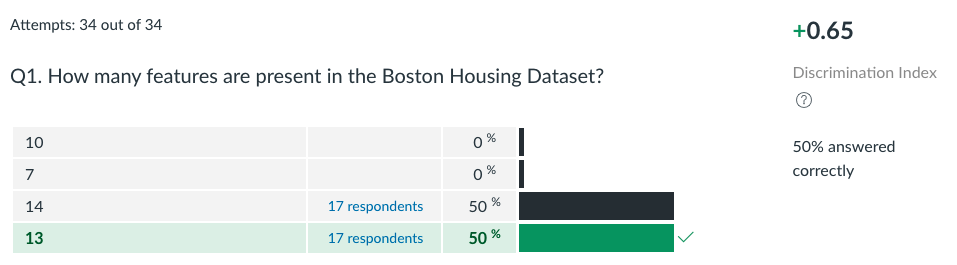 Attempts: 34 out of 34
+0.65
Q1. How many features are present in the Boston Housing Dataset?
Discrimination Index
?
10 0 %
7 0 %
14 17 respondents 50 %
13 17 respondents 50 %
50% answered
correctly